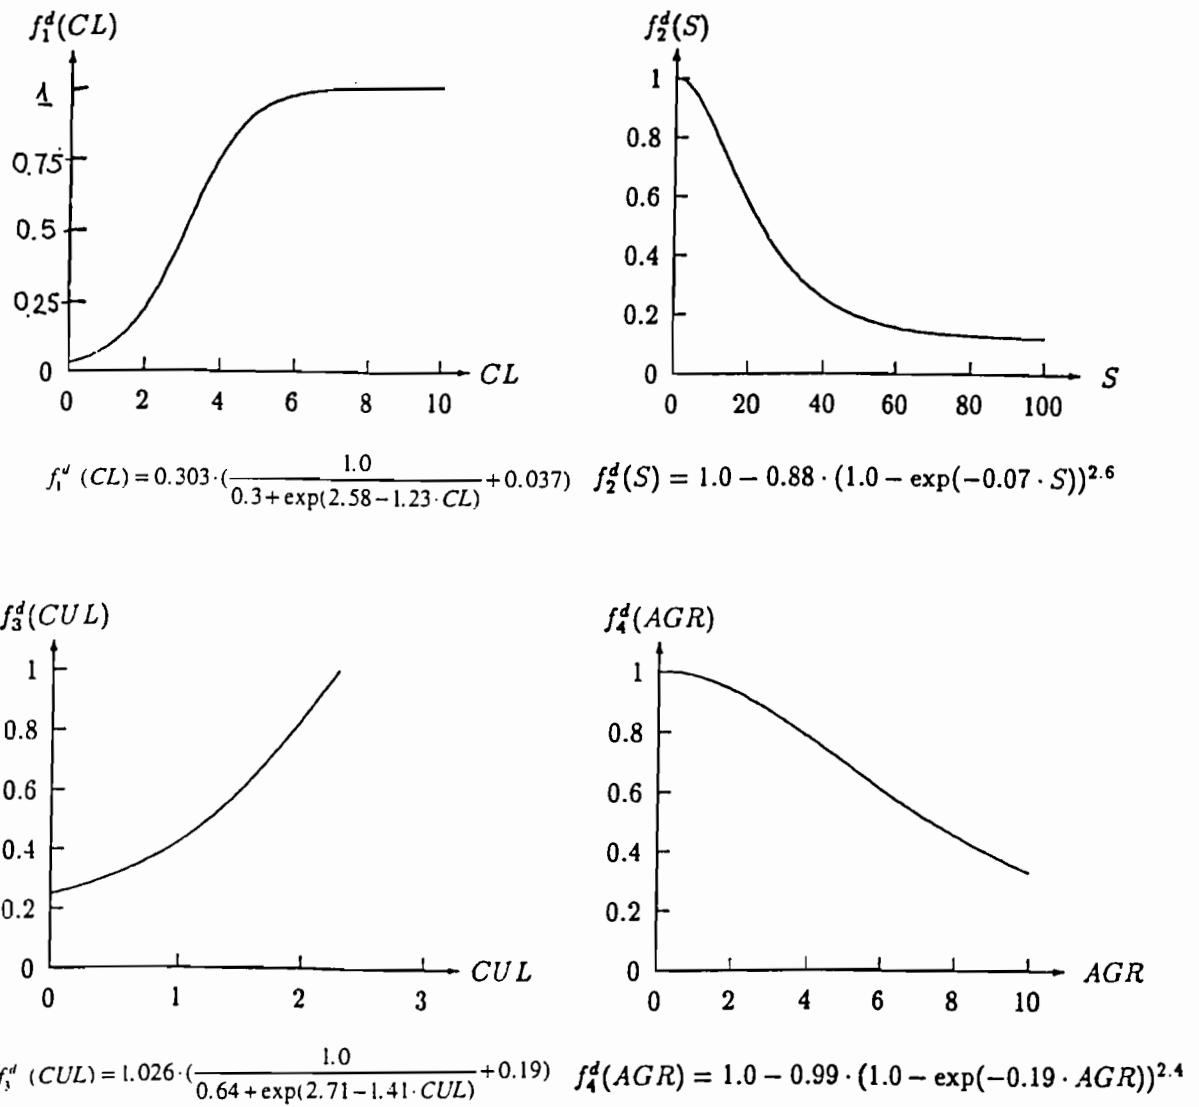 f₁ᵈ(CL)
1
0.75
0.5
0.25
0
0 2 4 6 8 10
CL
f₁ᵈ (CL) = 0.303·(1.0 / (0.3+exp(2.58−1.23·CL)) +0.037)
f₂ᵈ(S)
1
0.8
0.6
0.4
0.2
0
0 20 40 60 80 100
S
f₂ᵈ(S) = 1.0 − 0.88 · (1.0 − exp(−0.07 · S))^2.6
f₃ᵈ(CUL)
1
0.8
0.6
0.4
0.2
0
0 1 2 3
CUL
f₃ᵈ (CUL) = 1.026·(1.0 / (0.64+exp(2.71−1.41·CUL)) +0.19)
f₄ᵈ(AGR)
1
0.8
0.6
0.4
0.2
0
0 2 4 6 8 10
AGR
f₄ᵈ(AGR) = 1.0 − 0.99 · (1.0 − exp(−0.19 · AGR))^2.4